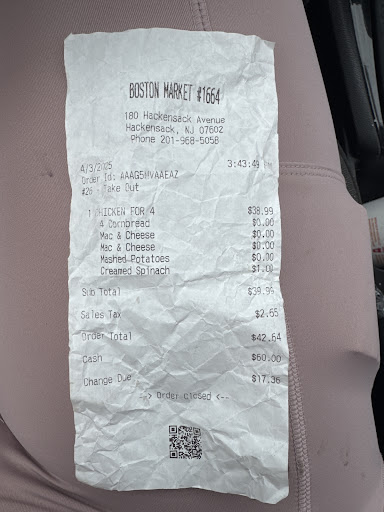 BOSTON MARKET #1664
180 Hackensack Avenue
Hackensack, NJ 07602
Phone 201-968-5058
4/3/2025 3:43:49 PM
Order Id: AAAG5 VAAEAZ
#26 - Take Out
1 CHICKEN FOR 4 $38.99
4 Cornbread $0.00
Mac & Cheese $0.00
Mac & Cheese $0.00
Mashed Potatoes $0.00
Creamed Spinach $1.00
Sub Total $39.99
Sales Tax $2.65
Order Total $42.64
Cash $60.00
Change Due $17.36
--> Order Closed <--